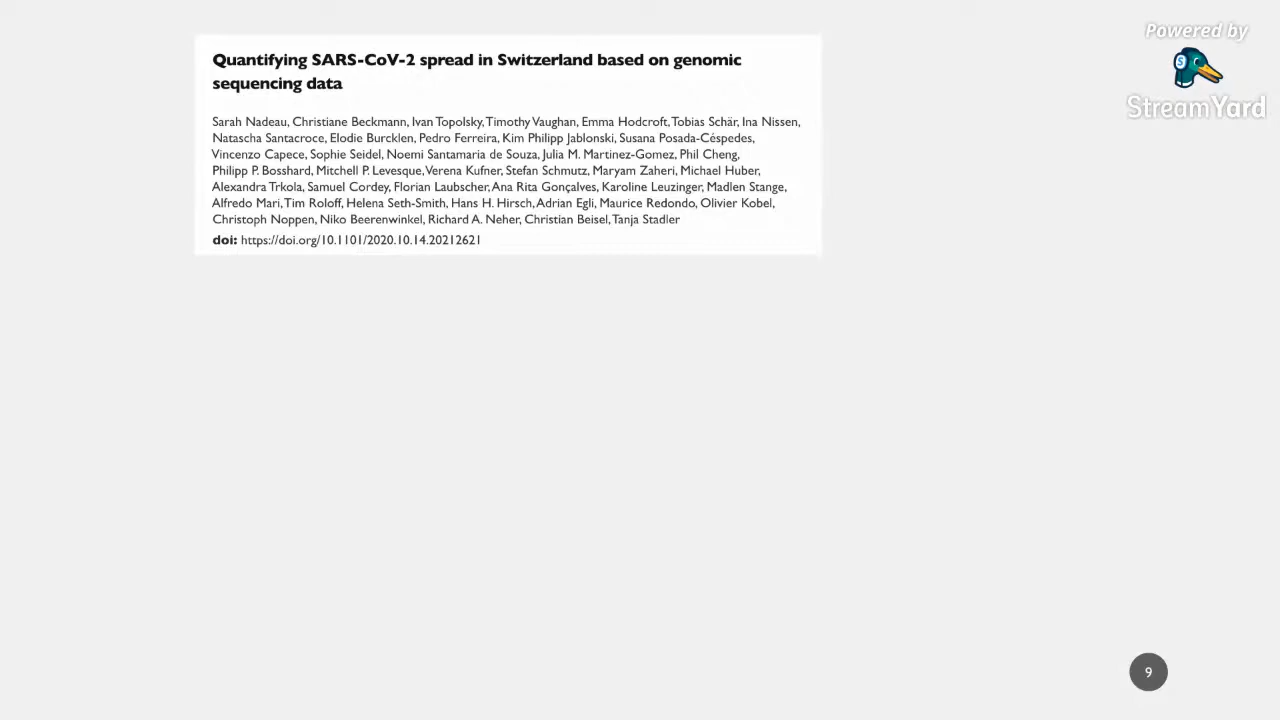 Quantifying SARS-CoV-2 spread in Switzerland based on genomic
sequencing data
Sarah Nadeau, Christiane Beckmann, Ivan Topolsky, Timothy Vaughan, Emma Hodcroft, Tobias Schär, Ina Nissen,
Natascha Santacroce, Elodie Burcklen, Pedro Ferreira, Kim Philipp Jablonski, Susana Posada-Céspedes,
Vincenzo Capece, Sophie Seidel, Noemi Santamaria de Souza, Julia M. Martinez-Gomez, Phil Cheng,
Philipp P. Bosshard, Mitchell P. Levesque, Verena Kufner, Stefan Schmutz, Maryam Zaheri, Michael Huber,
Alexandra Trkola, Samuel Cordey, Florian Laubscher, Ana Rita Gonçalves, Karoline Leuzinger, Madlen Stange,
Alfredo Mari, Tim Roloff, Helena Seth-Smith, Hans H. Hirsch, Adrian Egli, Maurice Redondo, Olivier Kobel,
Christoph Noppen, Niko Beerenwinkel, Richard A. Neher, Christian Beisel, Tanja Stadler
doi: https://doi.org/10.1101/2020.10.14.20212621
Powered by
S
StreamYard
9